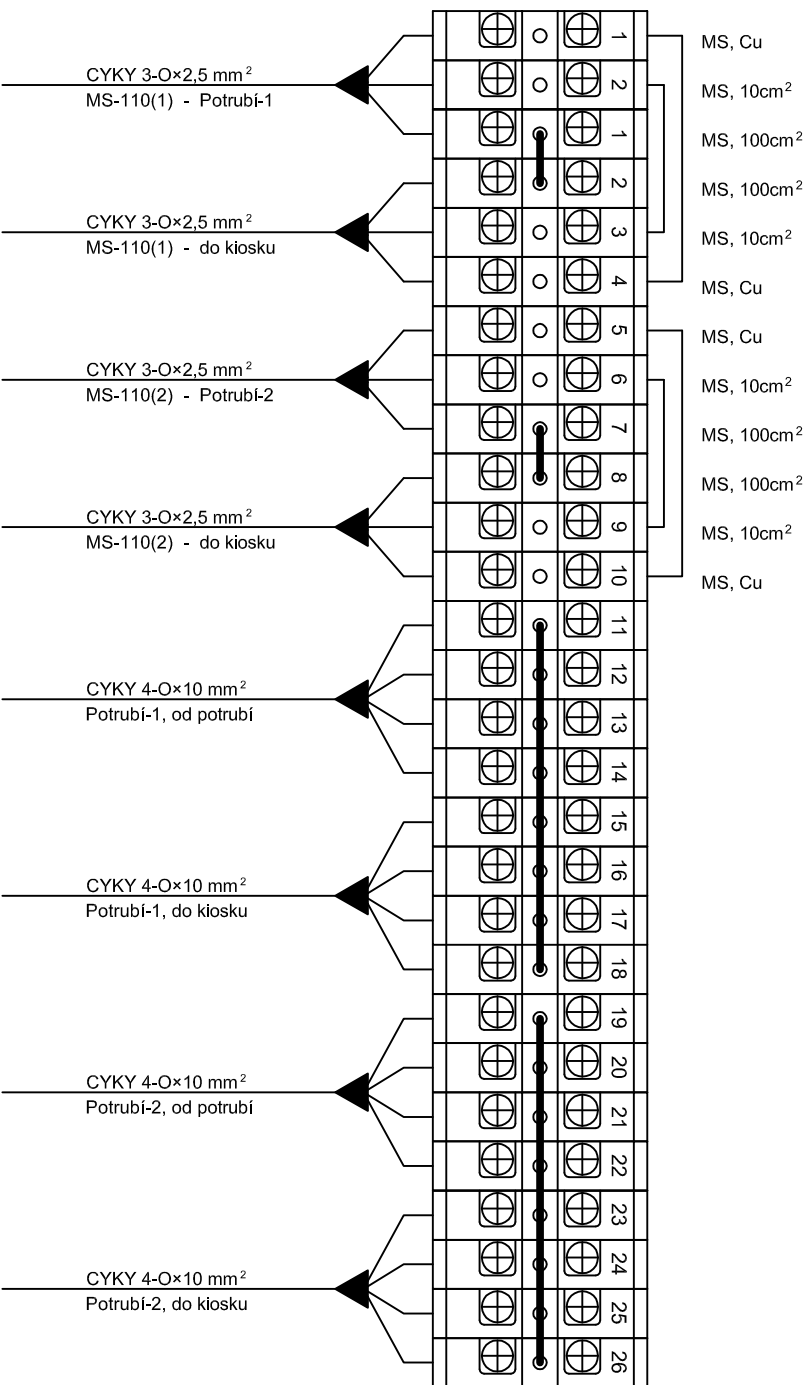 1 MS, Cu
CYKY 3-O×2,5 mm²
MS-110(1) - Potrubí-1
2 MS, 10cm²
1 MS, 100cm²
2 MS, 100cm²
CYKY 3-O×2,5 mm²
MS-110(1) - do kiosku
3 MS, 10cm²
4 MS, Cu
5 MS, Cu
CYKY 3-O×2,5 mm²
MS-110(2) - Potrubí-2
6 MS, 10cm²
7 MS, 100cm²
8 MS, 100cm²
CYKY 3-O×2,5 mm²
MS-110(2) - do kiosku
9 MS, 10cm²
10 MS, Cu
11
12
CYKY 4-O×10 mm²
Potrubí-1, od potrubí
13
14
15
16
CYKY 4-O×10 mm²
Potrubí-1, do kiosku
17
18
19
20
CYKY 4-O×10 mm²
Potrubí-2, od potrubí
21
22
23
24
CYKY 4-O×10 mm²
Potrubí-2, do kiosku
25
26